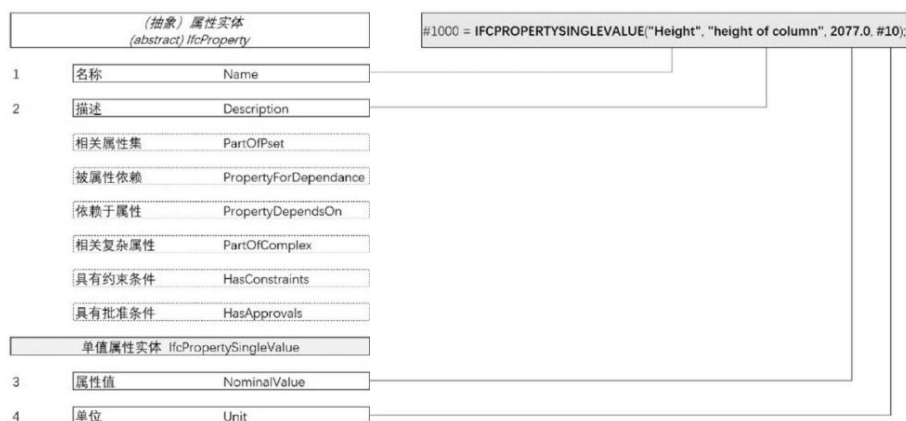 （抽象）属性实体
(abstract) IfcProperty
#1000 = IFCPROPERTYSINGLEVALUE("Height", "height of column", 2077.0, #10);
1 名称 Name
2 描述 Description
相关属性集 PartOfPset
被属性依赖 PropertyForDependance
依赖于属性 PropertyDependsOn
相关复杂属性 PartOfComplex
具有约束条件 HasConstraints
具有批准条件 HasApprovals
单值属性实体 IfcPropertySingleValue
3 属性值 NominalValue
4 单位 Unit